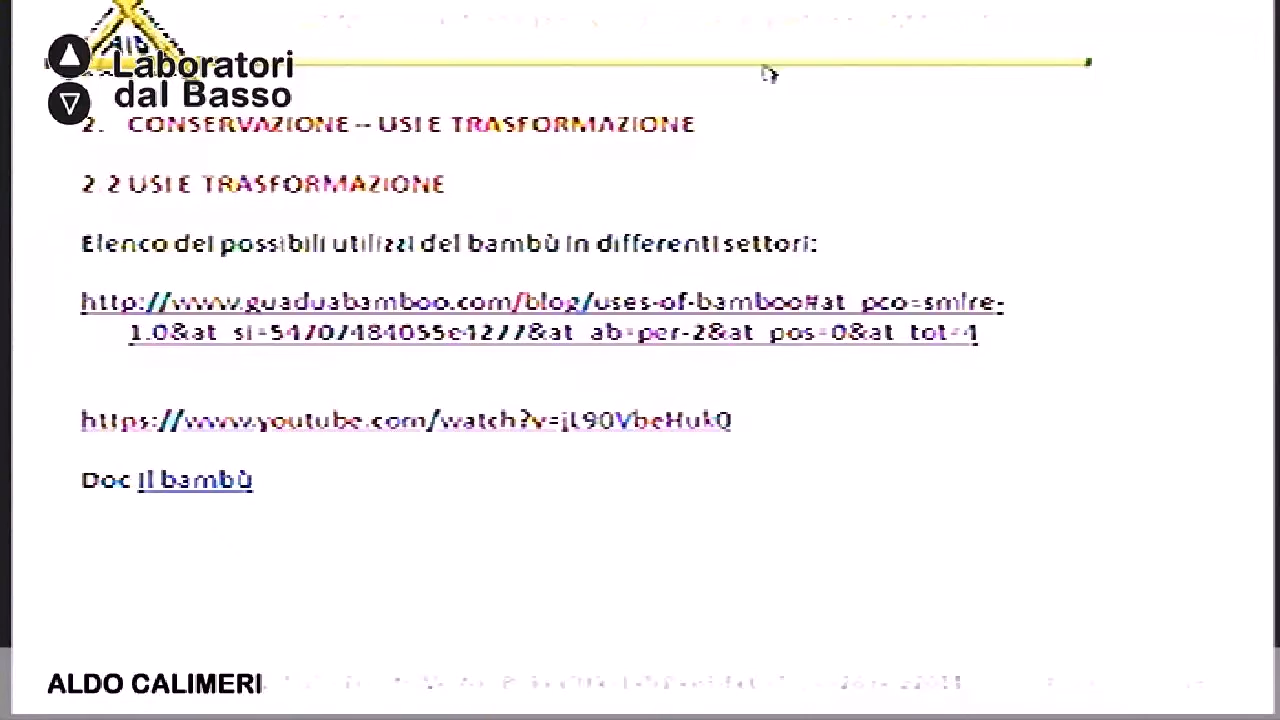 Laboratori
dal Basso
2. CONSERVAZIONE – USI E TRASFORMAZIONE
2.2 USI E TRASFORMAZIONE
Elenco dei possibili utilizzi del bambù in differenti settori:
http://www.guaduabamboo.com/blog/uses-of-bamboo#at_pco=smlre-
1.0&at_si=54707484055e4277&at_ab=per-2&at_pos=0&at_tot=4
https://www.youtube.com/watch?v=jL90VbeHukQ
Doc Il bambù
ALDO CALIMERI